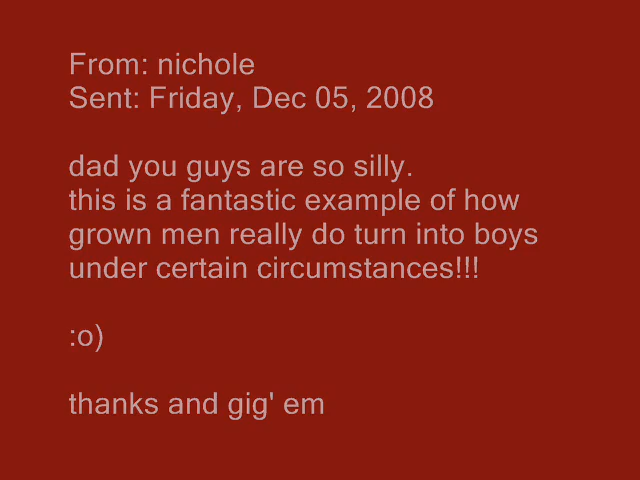 From: nichole
Sent: Friday, Dec 05, 2008
dad you guys are so silly.
this is a fantastic example of how
grown men really do turn into boys
under certain circumstances!!!
:o)
thanks and gig' em